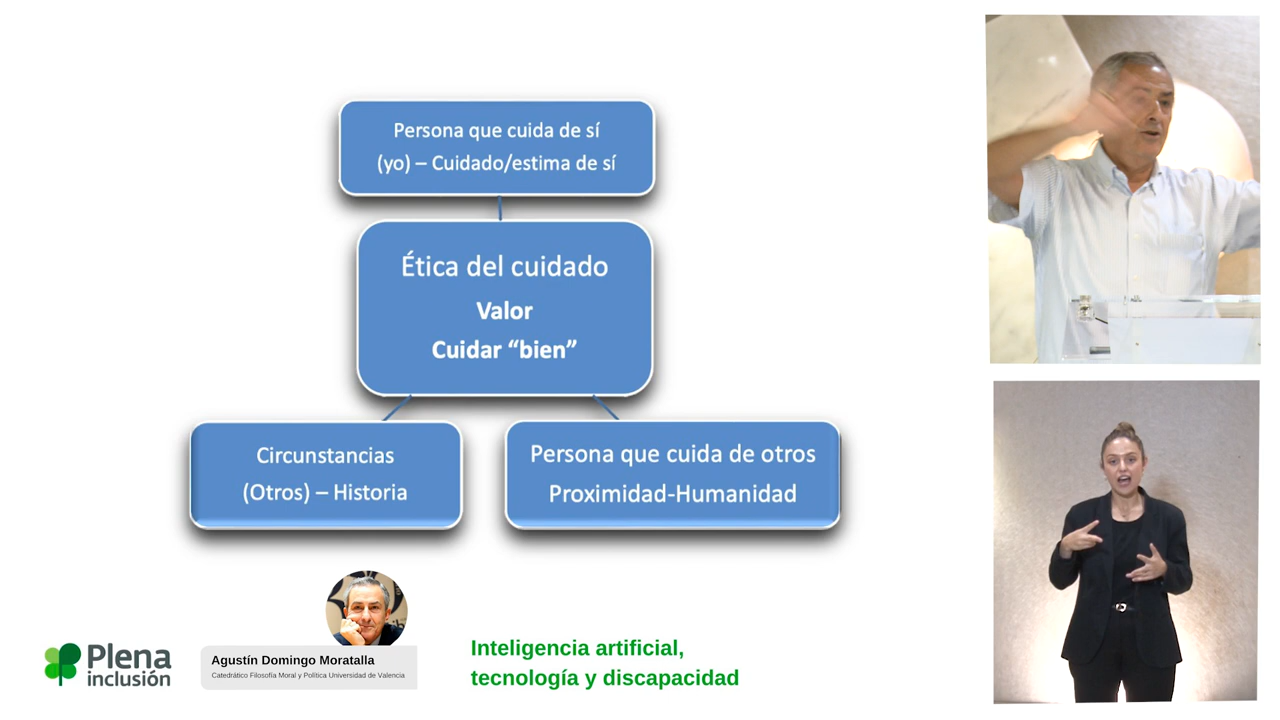 Persona que cuida de sí
(yo) – Cuidado/estima de sí
Ética del cuidado
Valor
Cuidar “bien”
Circunstancias
(Otros) – Historia
Persona que cuida de otros
Proximidad-Humanidad
Plena
inclusión
Agustín Domingo Moratalla
Catedrático Filosofía Moral y Política Universidad de Valencia
Inteligencia artificial,
tecnología y discapacidad